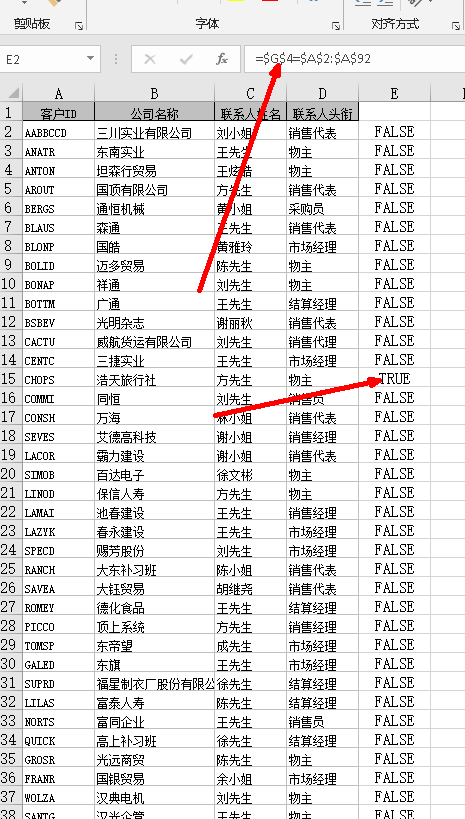 剪贴板 字体 对齐方式
E2 fx =$G$4=$A$2:$A$92
A B C D E
1 客户ID 公司名称 联系人姓名 联系人头衔
2 AABBCCD 三川实业有限公司 刘小姐 销售代表 FALSE
3 ANATR 东南实业 王先生 物主 FALSE
4 ANTON 坦森行贸易 王炫皓 物主 FALSE
5 AROUT 国顶有限公司 方先生 销售代表 FALSE
6 BERGS 通恒机械 黄小姐 采购员 FALSE
7 BLAUS 森通 王先生 销售代表 FALSE
8 BLONP 国皓 黄雅玲 市场经理 FALSE
9 BOLID 迈多贸易 陈先生 物主 FALSE
10 BONAP 祥通 刘先生 物主 FALSE
11 BOTTM 广通 王先生 结算经理 FALSE
12 BSBEV 光明杂志 谢丽秋 销售代表 FALSE
13 CACTU 威航货运有限公司 刘先生 销售代理 FALSE
14 CENTC 三捷实业 王先生 市场经理 FALSE
15 CHOPS 浩天旅行社 方先生 物主 TRUE
16 COMMI 同恒 刘先生 销售员 FALSE
17 CONSH 万海 林小姐 销售代表 FALSE
18 SEVES 艾德高科技 谢小姐 销售经理 FALSE
19 LACOR 霸力建设 谢小姐 销售代表 FALSE
20 SIMOB 百达电子 徐文彬 物主 FALSE
21 LINOD 保信人寿 方先生 物主 FALSE
22 LAMAI 池春建设 王先生 销售经理 FALSE
23 LAZYK 春永建设 王先生 市场经理 FALSE
24 SPECD 赐芳股份 刘先生 市场经理 FALSE
25 RANCH 大东补习班 陈小姐 销售代表 FALSE
26 SAVEA 大钰贸易 胡继尧 销售代表 FALSE
27 ROMEY 德化食品 王先生 结算经理 FALSE
28 PICCO 顶上系统 方先生 销售经理 FALSE
29 TOMSP 东帝望 成先生 市场经理 FALSE
30 GALED 东旗 王先生 市场经理 FALSE
31 SUPRD 福星制衣厂股份有限公 徐先生 结算经理 FALSE
32 LILAS 富泰人寿 陈先生 结算经理 FALSE
33 NORTS 富同企业 王先生 销售员 FALSE
34 QUICK 高上补习班 徐先生 结算经理 FALSE
35 GROSR 光远商贸 陈先生 物主 FALSE
36 FRANR 国银贸易 余小姐 市场经理 FALSE
37 WOLZA 汉典电机 刘先生 物主 FALSE
38 SANTG 汉光企管 王先生 物主 FALSE